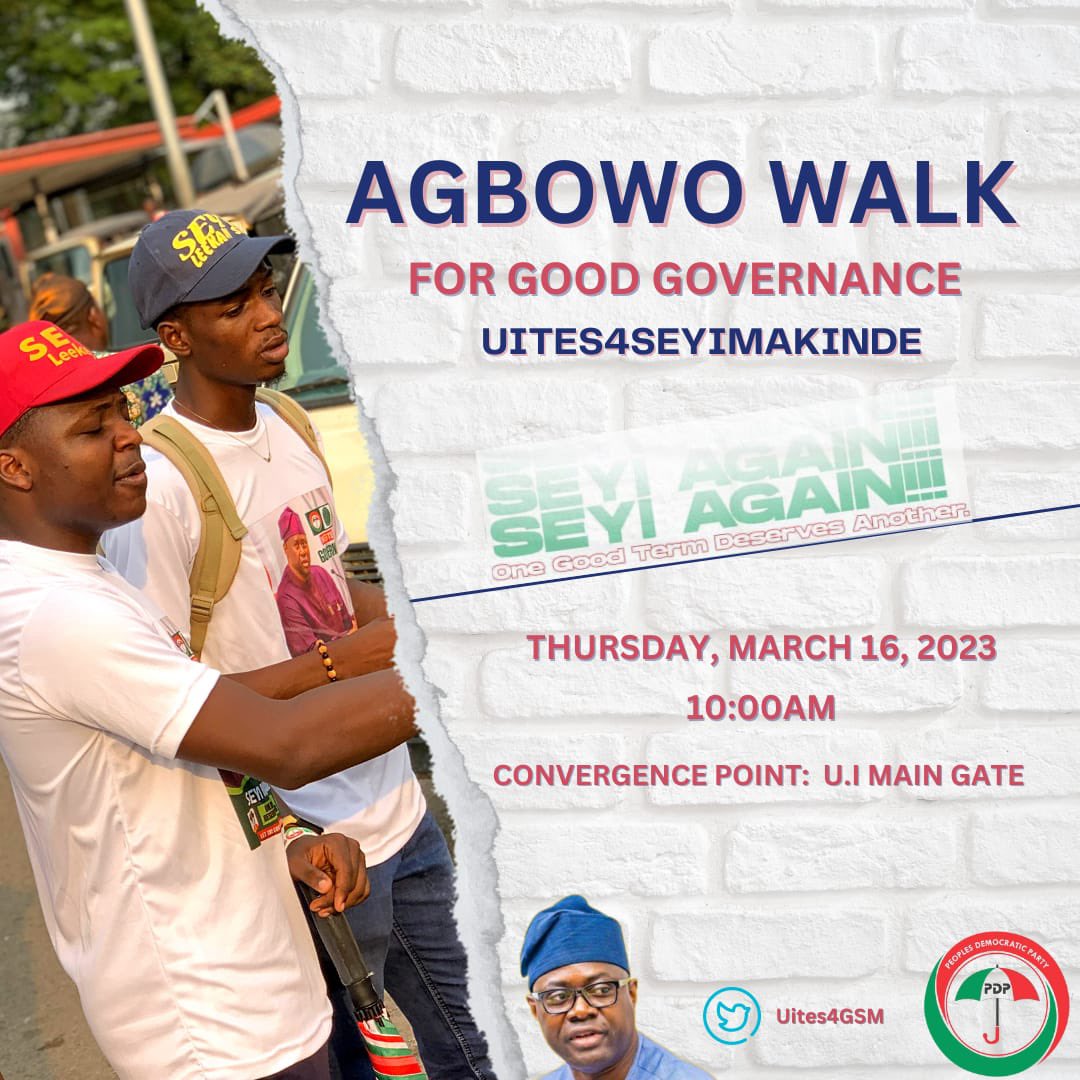 AGBOWO WALK
FOR GOOD GOVERNANCE
UITES4SEYIMAKINDE
SEYI AGAIN!!!
SEYI AGAIN!!!
One Good Term Deserves Another.
THURSDAY, MARCH 16, 2023
10:00AM
CONVERGENCE POINT: U.I MAIN GATE
Uites4GSM
PEOPLES DEMOCRATIC PARTY
PDP
SEYI